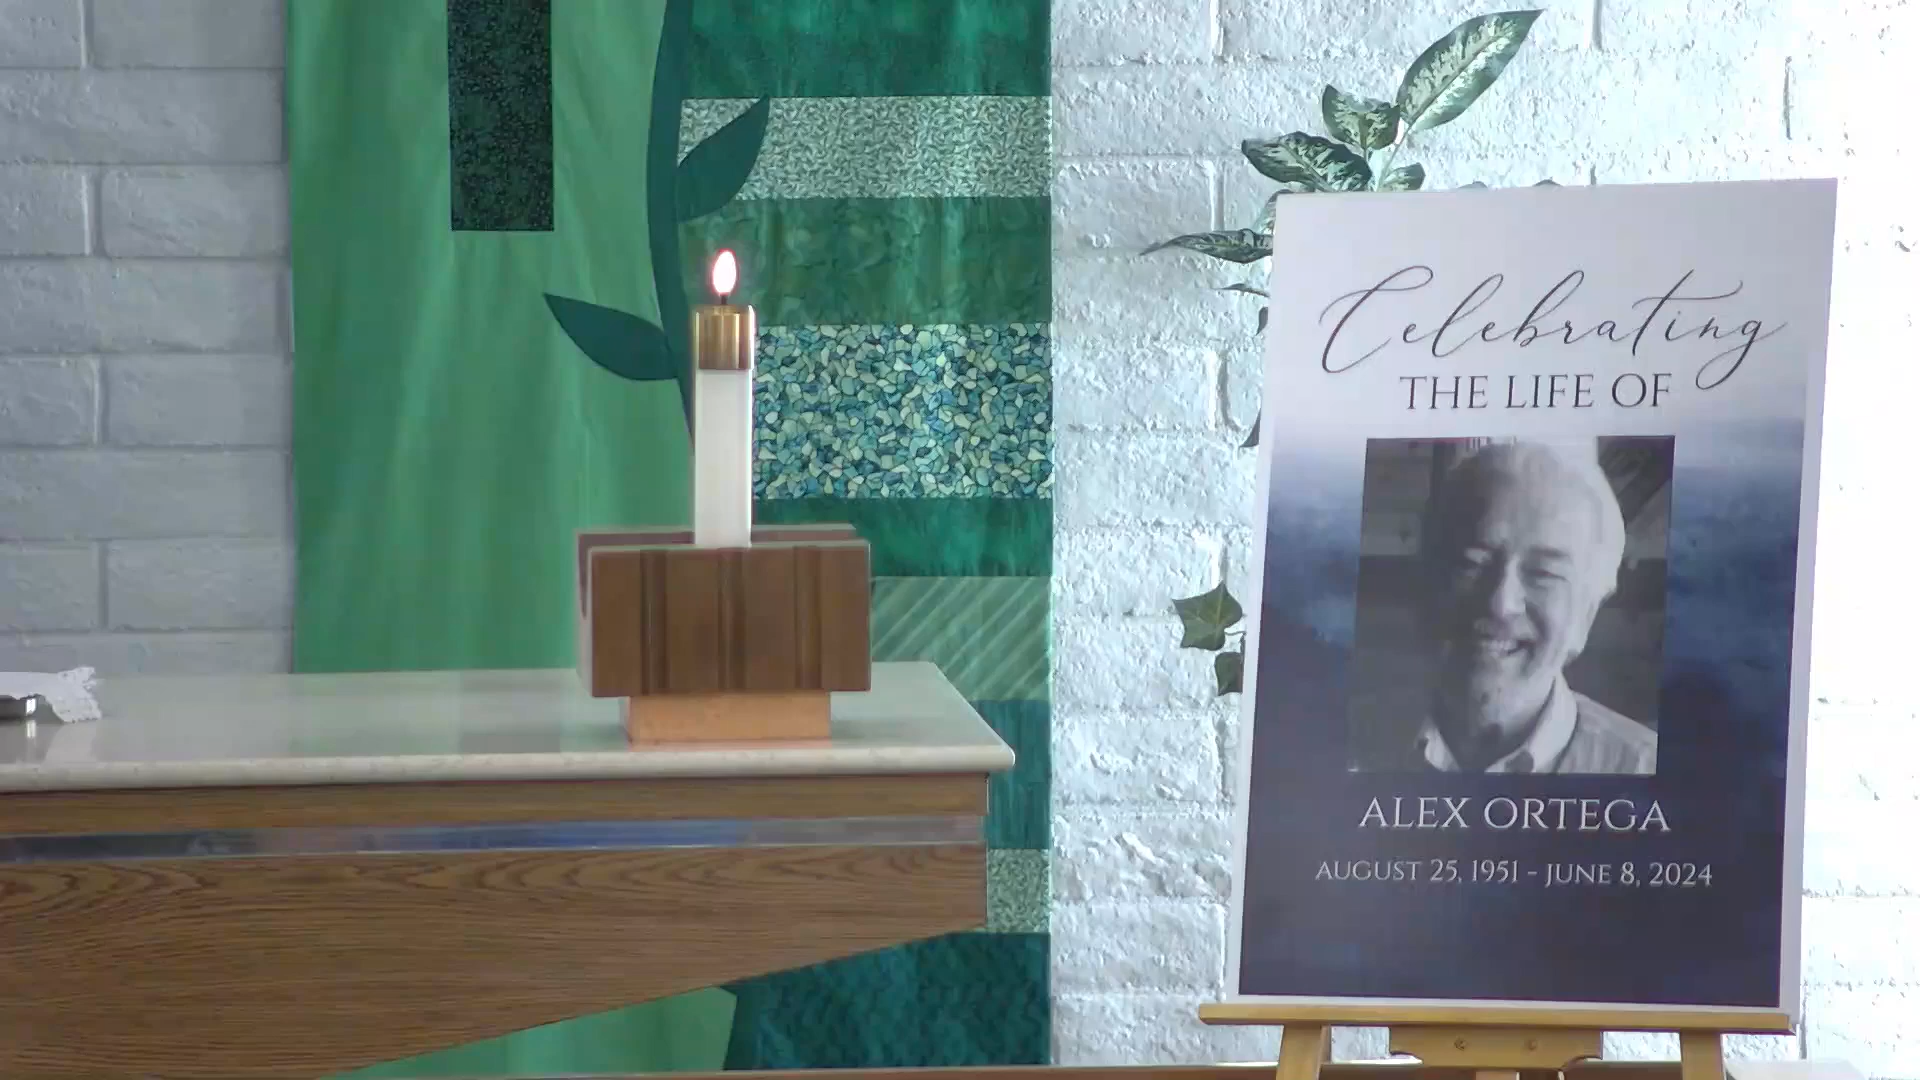 Celebrating
THE LIFE OF
ALEX ORTEGA
AUGUST 25, 1951 - JUNE 8, 2024